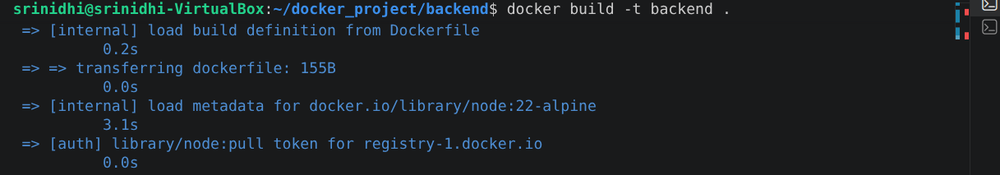 srinidhi@srinidhi-VirtualBox:~/docker_project/backend$ docker build -t backend .
=> [internal] load build definition from Dockerfile
0.2s
=> => transferring dockerfile: 155B
0.0s
=> [internal] load metadata for docker.io/library/node:22-alpine
3.1s
=> [auth] library/node:pull token for registry-1.docker.io
0.0s